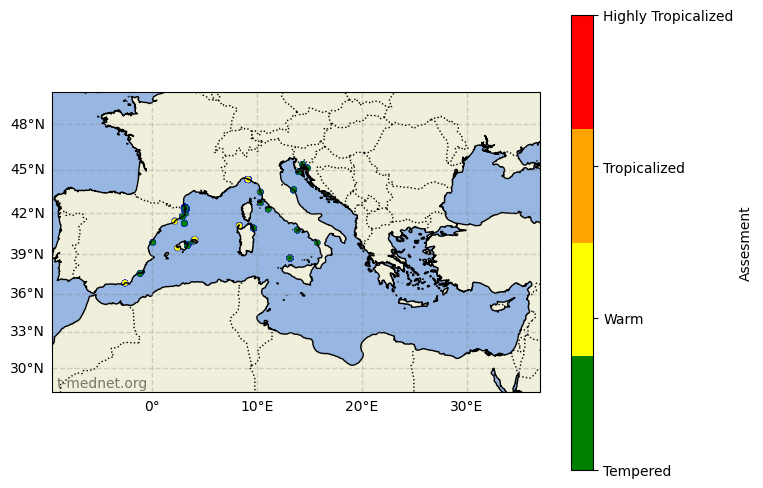 Highly Tropicalized
48°N
45°N
Tropicalized
42°N
Assesment
39°N
36°N
Warm
33°N
30°N
t-mednet.org
0°
10°E
20°E
30°E
Tempered